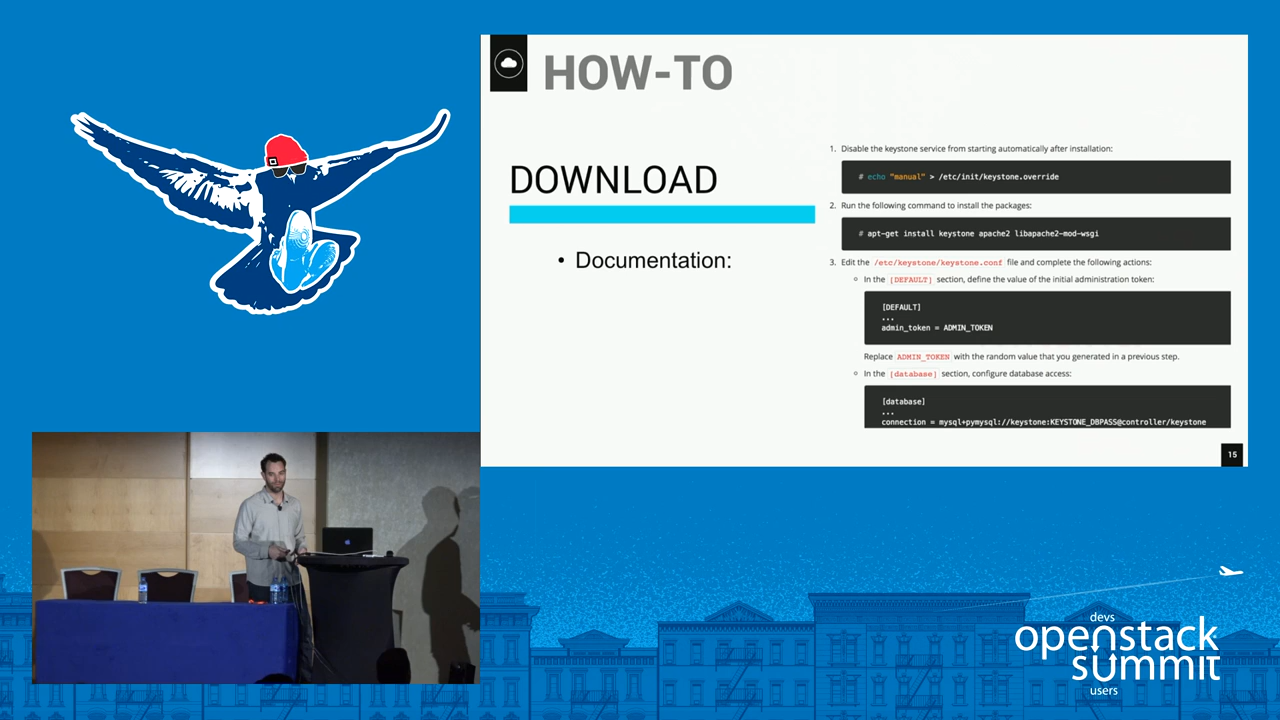 HOW-TO
DOWNLOAD
• Documentation:
1. Disable the keystone service from starting automatically after installation:
# echo "manual" > /etc/init/keystone.override
2. Run the following command to install the packages:
# apt-get install keystone apache2 libapache2-mod-wsgi
3. Edit the /etc/keystone/keystone.conf file and complete the following actions:
In the [DEFAULT] section, define the value of the initial administration token:
[DEFAULT]
...
admin_token = ADMIN_TOKEN
Replace ADMIN_TOKEN with the random value that you generated in a previous step.
In the [database] section, configure database access:
[database]
...
connection = mysql+pymysql://keystone:KEYSTONE_DBPASS@controller/keystone
15
devs
openstack
summit
users